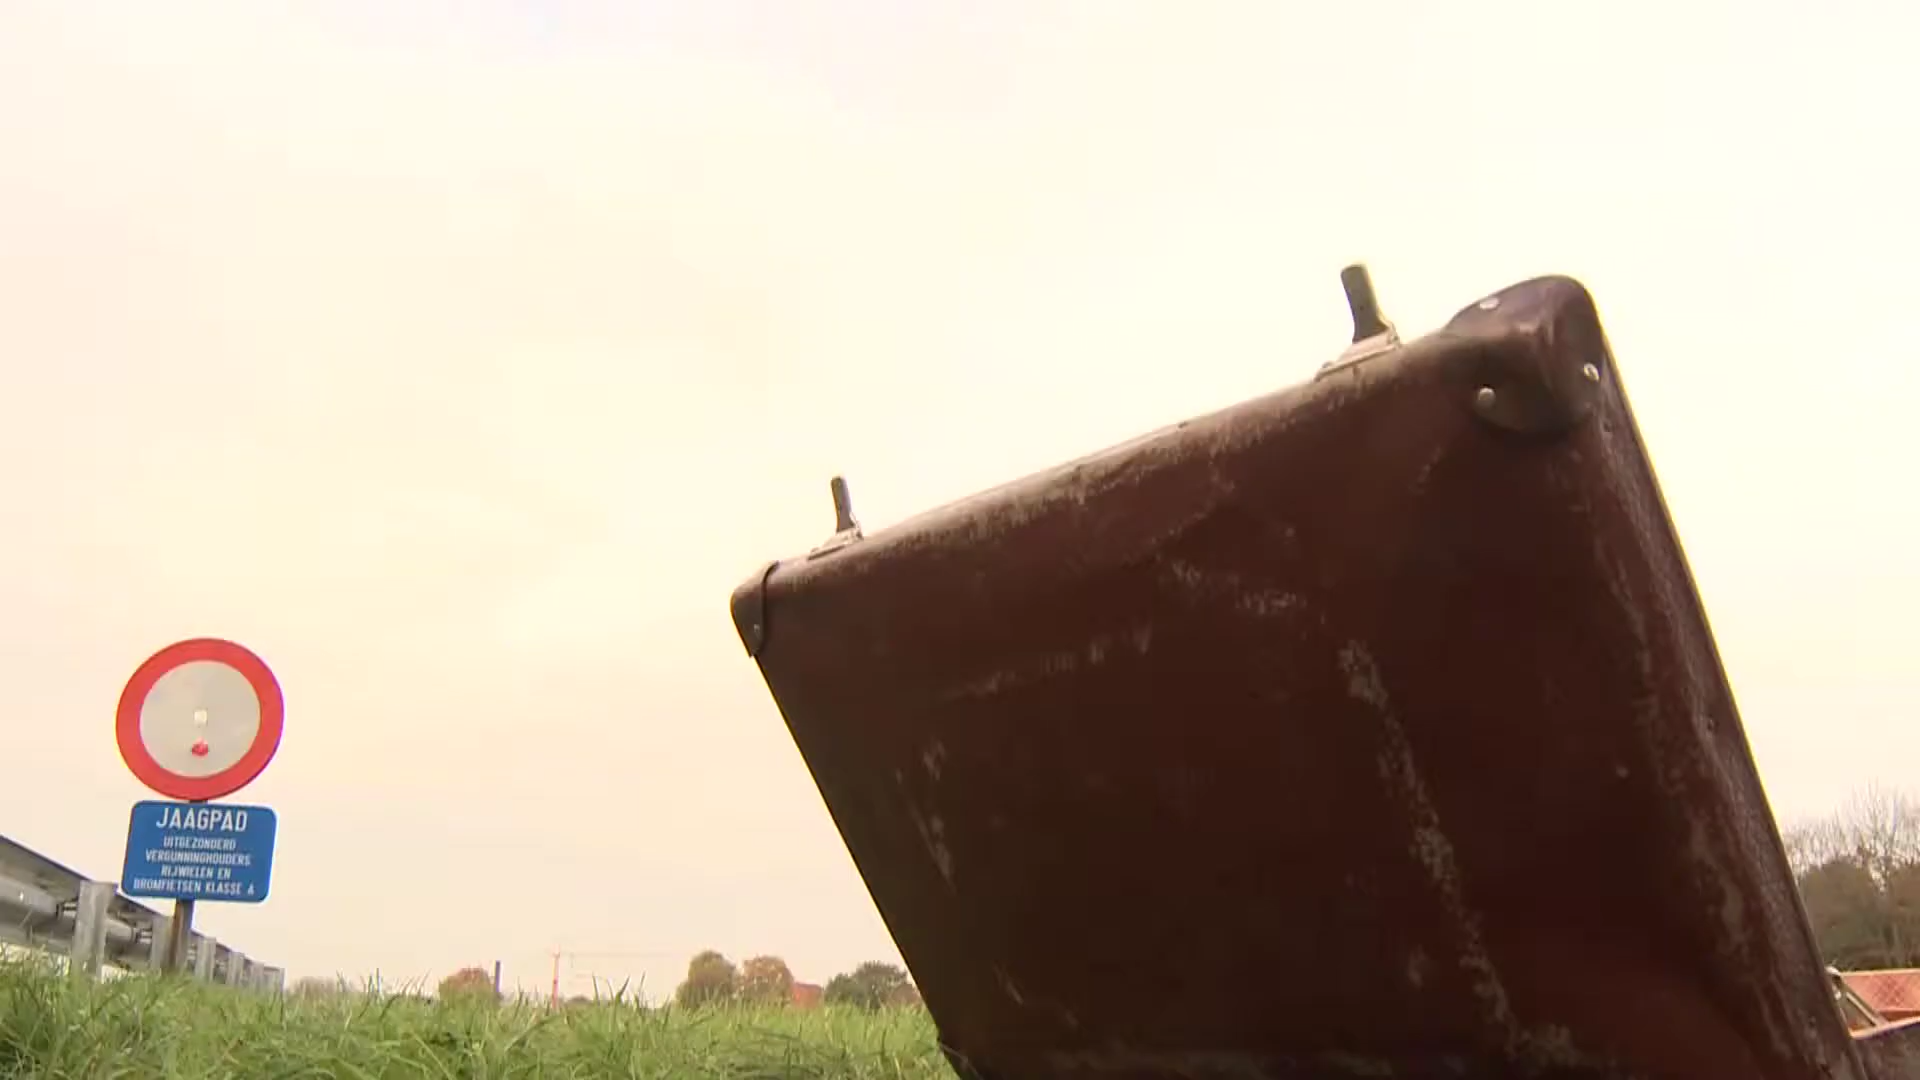 JAAGPAD
UITGEZONDERD
VERGUNNINGHOUDERS
RIJWIELEN EN
BROMFIETSEN KLASSE A